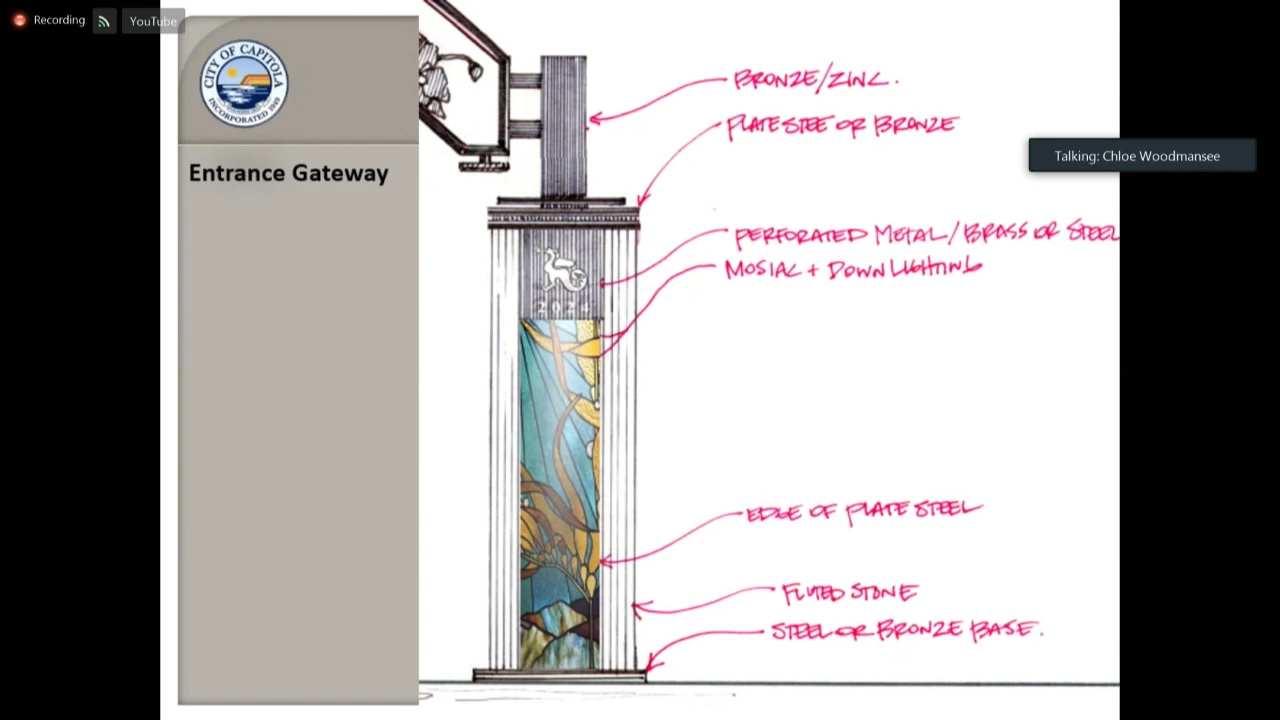 Recording
YouTube
CITY OF CAPITOLA
INCORPORATED 1949
Entrance Gateway
BRONZE/ZINC.
PLATE STEE OR BRONZE
Talking: Chloe Woodmansee
PERFORATED METAL/BRASS OR STEEL
MOSIAC + DOWN LIGHTING
2024
EDGE OF PLATE STEEL
FLUTED STONE
STEEL OR BRONZE BASE.